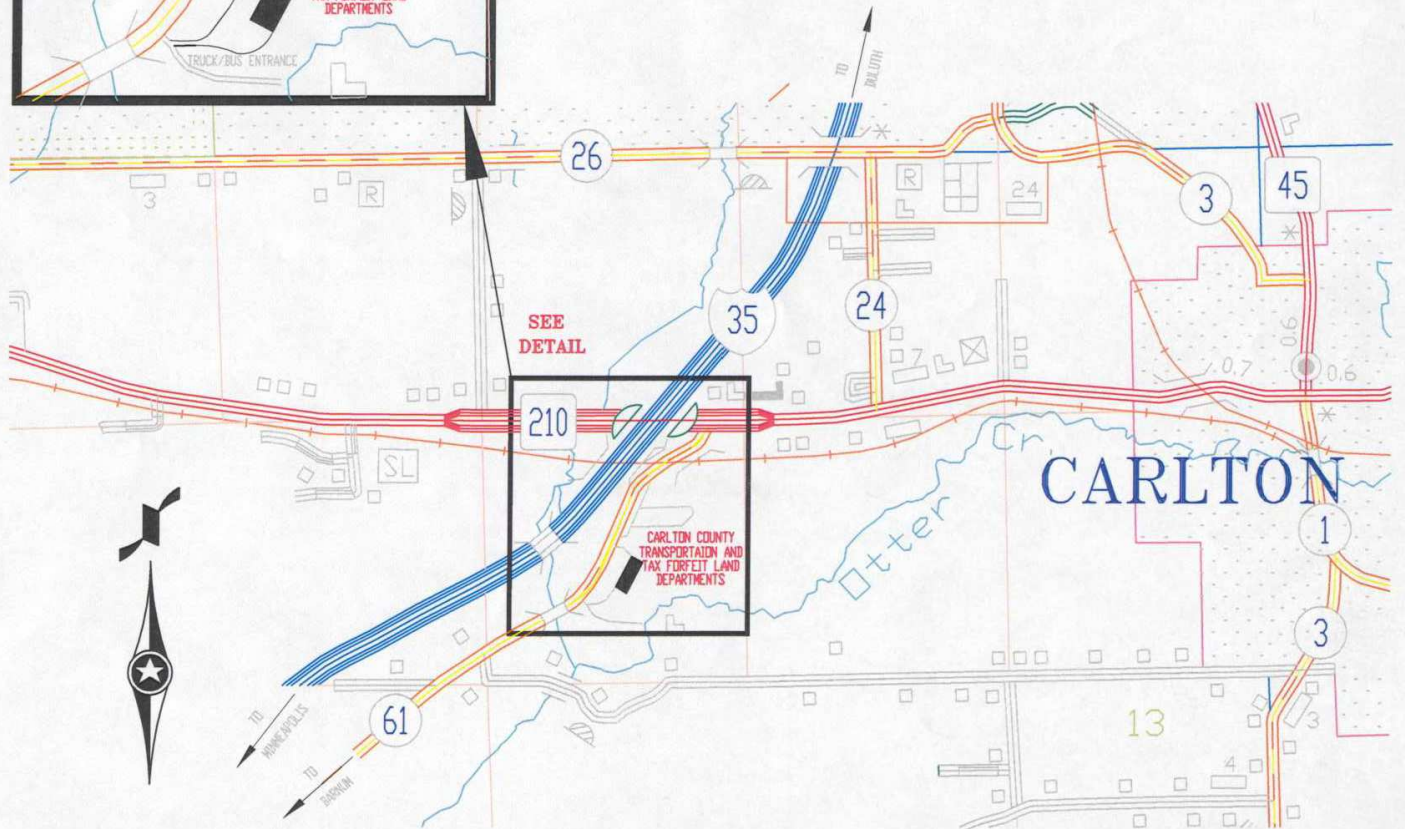 DEPARTMENTS
TRUCK/BUS ENTRANCE
TO
DULUTH
26
3
R
R
24
3
45
35
24
SEE
DETAIL
7
0.6
0.7
0.6
210
SL
Otter Cr
CARLTON
CARLTON COUNTY
TRANSPORTAION AND
TAX FORFEIT LAND
DEPARTMENTS
1
3
61
TO
MINNEAPOLIS
TO
BARNUM
13
3
4